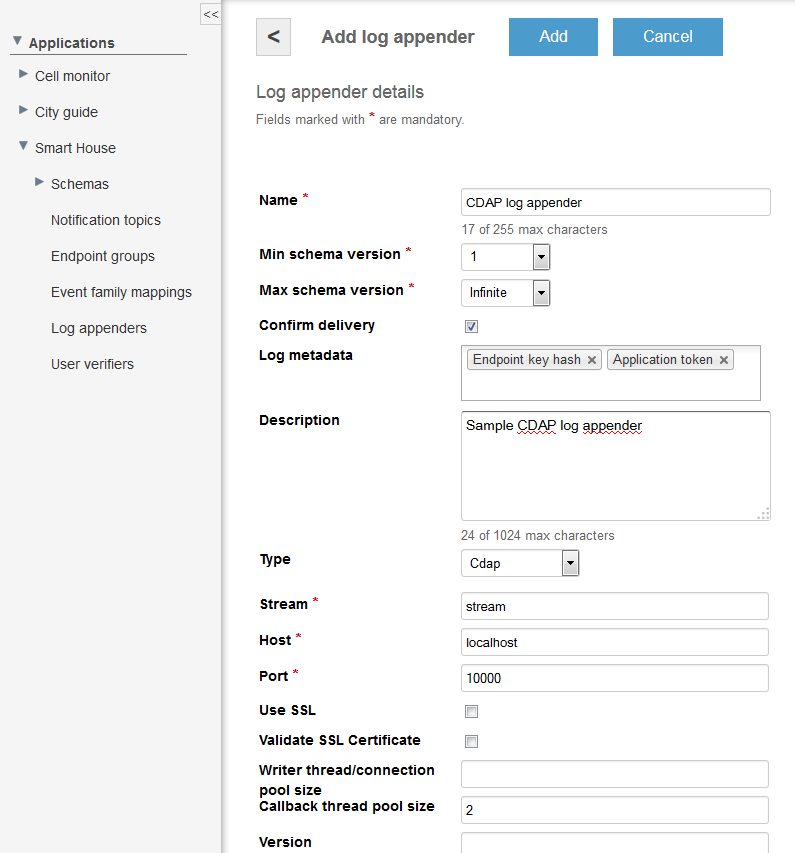 <<
Applications
Cell monitor
City guide
Smart House
Schemas
Notification topics
Endpoint groups
Event family mappings
Log appenders
User verifiers
< Add log appender Add Cancel
Log appender details
Fields marked with * are mandatory.
Name * CDAP log appender
17 of 255 max characters
Min schema version * 1
Max schema version * Infinite
Confirm delivery
Log metadata Endpoint key hash × Application token ×
Description Sample CDAP log appender
24 of 1024 max characters
Type Cdap
Stream * stream
Host * localhost
Port * 10000
Use SSL
Validate SSL Certificate
Writer thread/connection
pool size
Callback thread pool size 2
Version